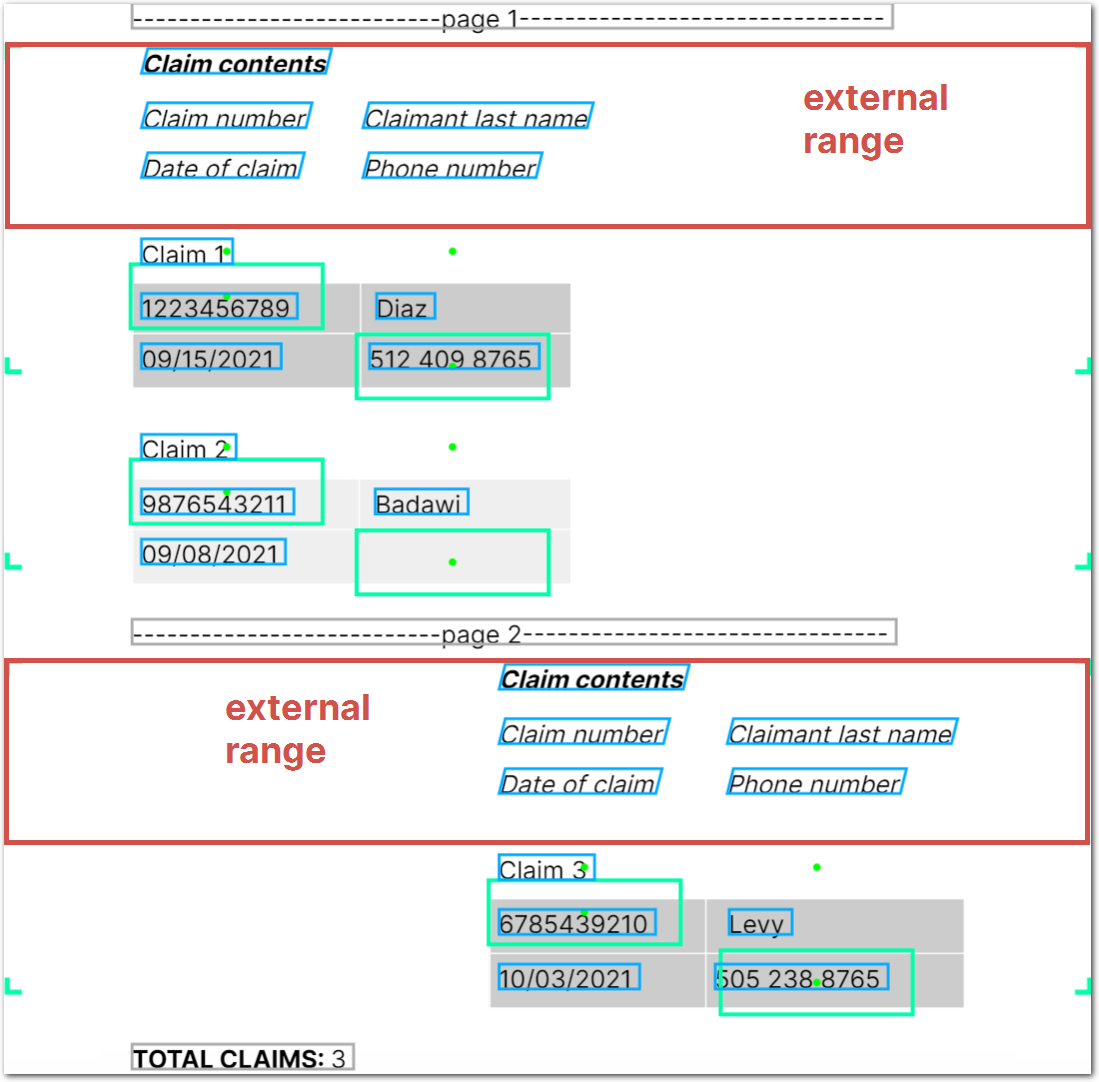 ---------------------------page 1--------------------------------
Claim contents
Claim number Claimant last name
external range
Date of claim Phone number
Claim 1
1223456789 Diaz
09/15/2021 512 409 8765
Claim 2
9876543211 Badawi
09/08/2021
---------------------------page 2--------------------------------
Claim contents
external range
Claim number Claimant last name
Date of claim Phone number
Claim 3
6785439210 Levy
10/03/2021 505 238 8765
TOTAL CLAIMS: 3